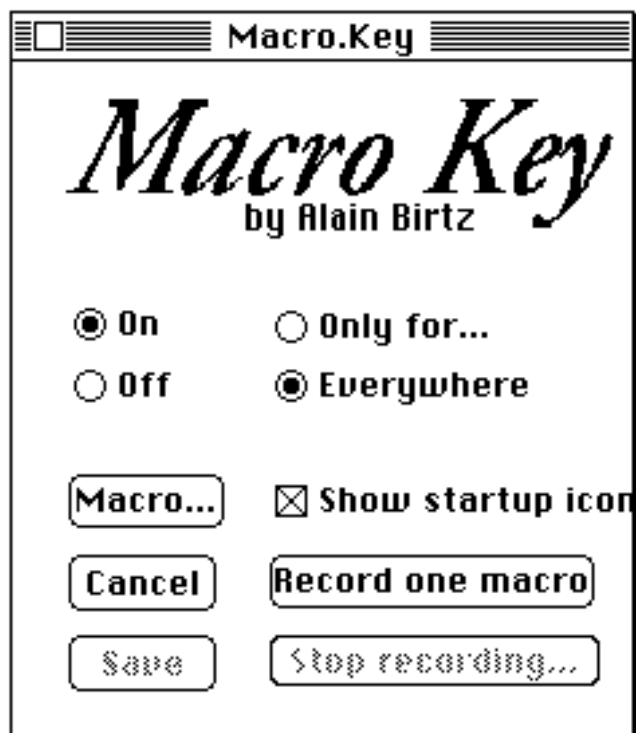 Macro.Key
Macro Key
by Alain Birtz
On
Only for...
Off
Everywhere
Macro...
Show startup icon
Cancel
Record one macro
Save
Stop recording...